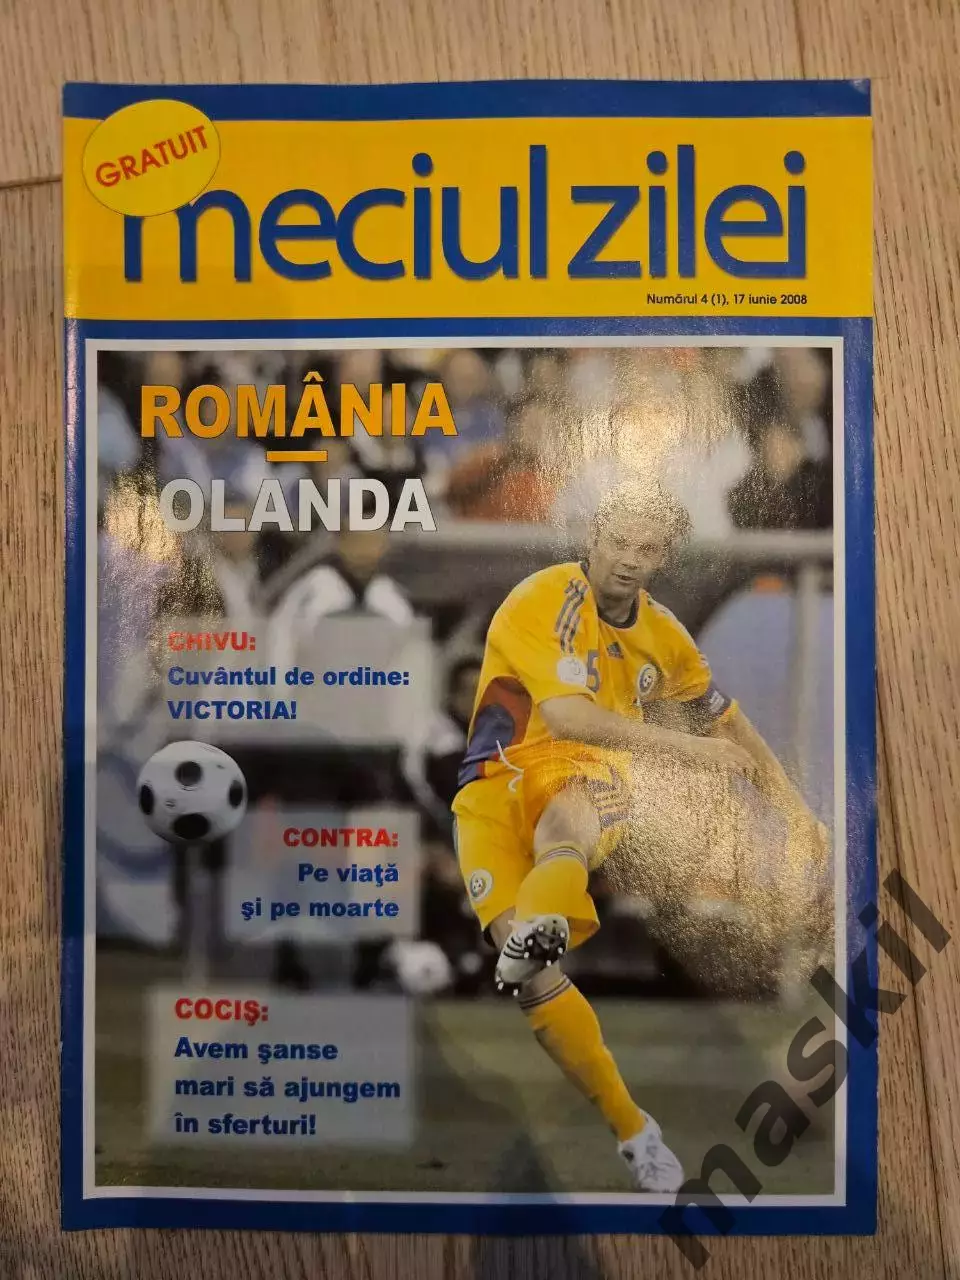 GRATUIT
meciul zilei
Numărul 4 (1), 17 iunie 2008
ROMÂNIA
—
OLANDA
CHIVU:
Cuvântul de ordine:
VICTORIA!
5
CONTRA:
Pe viaţă
şi pe moarte
COCIŞ:
Avem şanse
mari să ajungem
în sferturi!
maskil